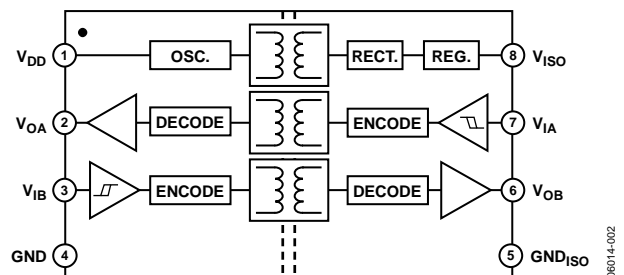 VDD 1 OSC. RECT. REG. 8 VISO
VOA 2 DECODE ENCODE 7 VIA
VIB 3 ENCODE DECODE 6 VOB
GND 4 5 GNDISO
06014-002